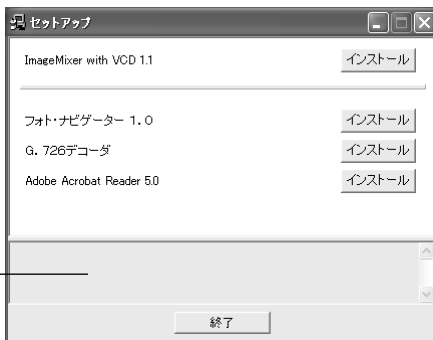 セットアップ
ImageMixer with VCD 1.1 インストール
フォト・ナビゲーター 1.0 インストール
G. 726デコーダ インストール
Adobe Acrobat Reader 5.0 インストール
終了